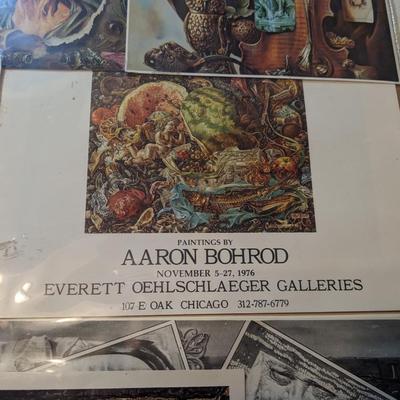 PAINTINGS BY
AARON BOHROD
NOVEMBER 5-27, 1976
EVERETT OEHLSCHLAEGER GALLERIES
107 E OAK CHICAGO 312-787-6779